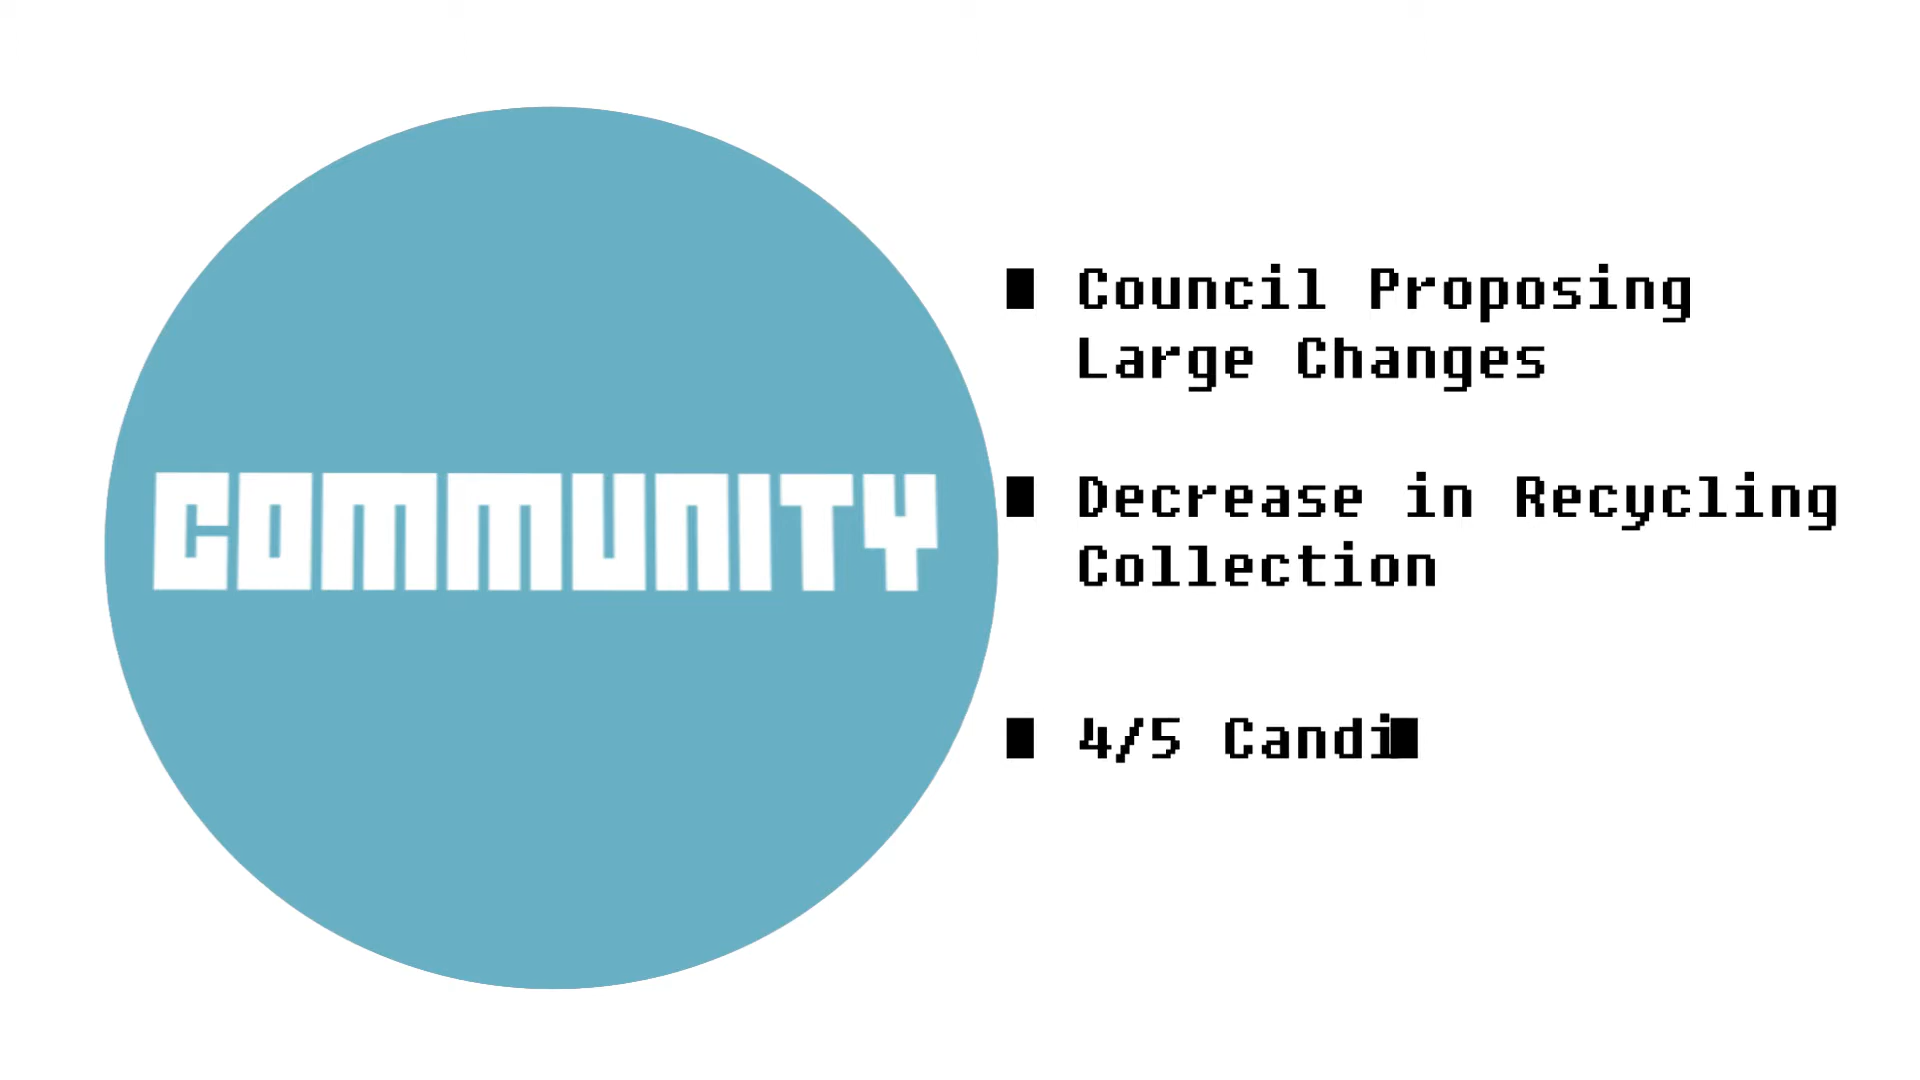 COMMUNITY
Council Proposing
Large Changes
Decrease in Recycling
Collection
4/5 Candi